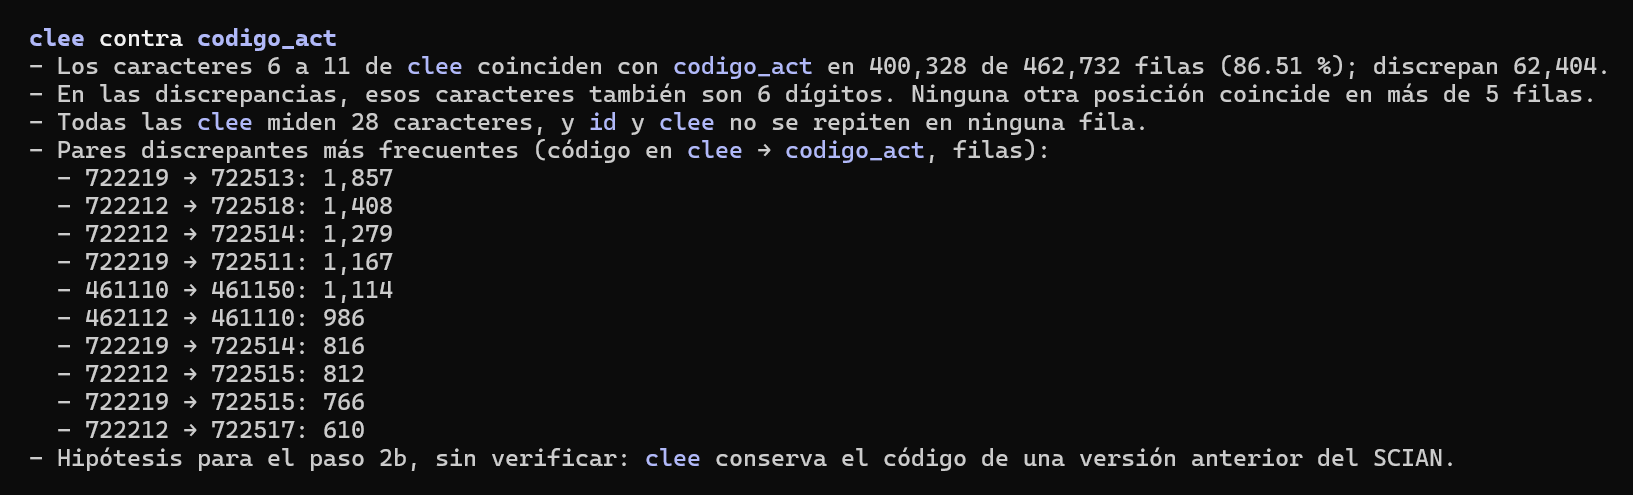 clee contra codigo_act
– Los caracteres 6 a 11 de clee coinciden con codigo_act en 400,328 de 462,732 filas (86.51 %); discrepan 62,404.
– En las discrepancias, esos caracteres también son 6 dígitos. Ninguna otra posición coincide en más de 5 filas.
– Todas las clee miden 28 caracteres, y id y clee no se repiten en ninguna fila.
– Pares discrepantes más frecuentes (código en clee → codigo_act, filas):
– 722219 → 722513: 1,857
– 722212 → 722518: 1,408
– 722212 → 722514: 1,279
– 722219 → 722511: 1,167
– 461110 → 461150: 1,114
– 462112 → 461110: 986
– 722219 → 722514: 816
– 722212 → 722515: 812
– 722219 → 722515: 766
– 722212 → 722517: 610
– Hipótesis para el paso 2b, sin verificar: clee conserva el código de una versión anterior del SCIAN.